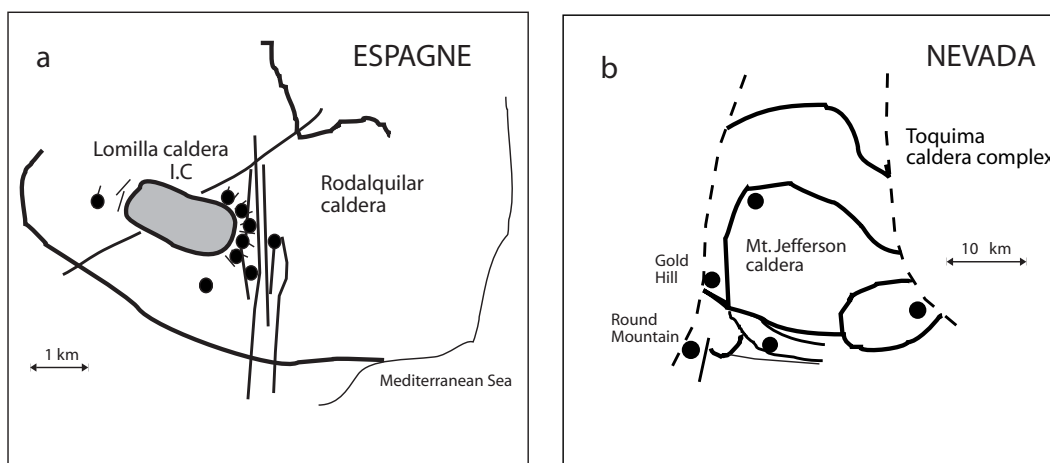 a
ESPAGNE
Lomilla caldera
I.C
Rodalquilar
caldera
1 km
Mediterranean Sea
b
NEVADA
Toquima
caldera complex
Mt. Jefferson
caldera
Gold
Hill
10 km
Round
Mountain